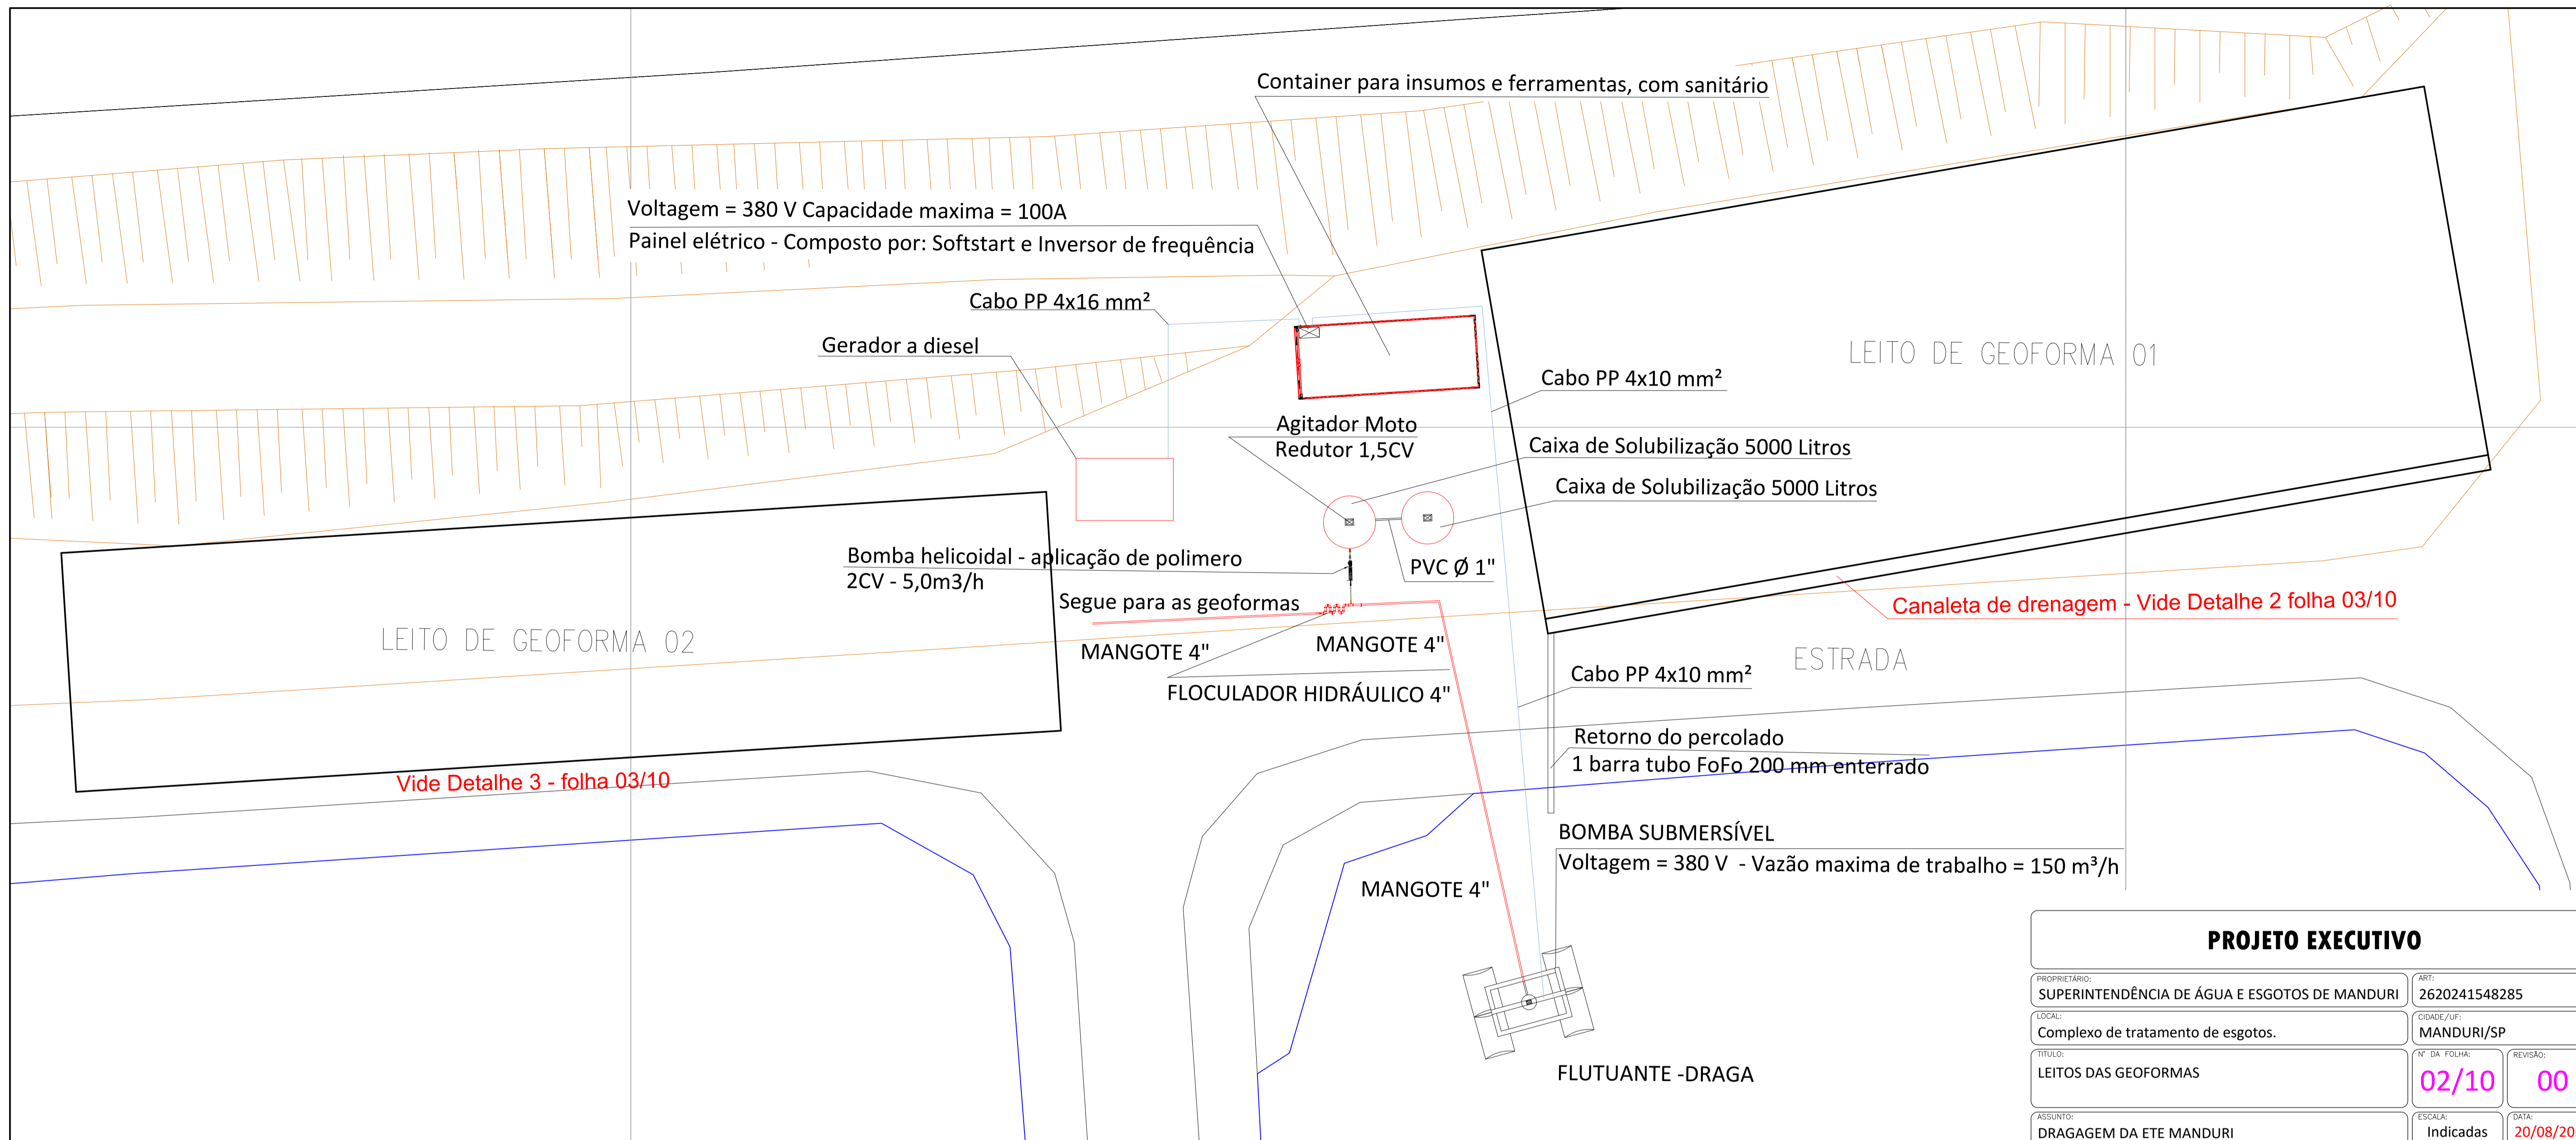 Container para insumos e ferramentas, com sanitário
Voltagem = 380 V Capacidade maxima = 100A
Painel elétrico - Composto por: Softstart e Inversor de frequência
Cabo PP 4x16 mm²
Gerador a diesel
LEITO DE GEOFORMA 01
Cabo PP 4x10 mm²
Agitador Moto
Redutor 1,5CV
Caixa de Solubilização 5000 Litros
Caixa de Solubilização 5000 Litros
Bomba helicoidal - aplicação de polimero
2CV - 5,0m3/h
PVC Ø 1"
Segue para as geoformas
Canaleta de drenagem - Vide Detalhe 2 folha 03/10
LEITO DE GEOFORMA 02
MANGOTE 4"
MANGOTE 4"
ESTRADA
Cabo PP 4x10 mm²
FLOCULADOR HIDRÁULICO 4"
Retorno do percolado
1 barra tubo FoFo 200 mm enterrado
Vide Detalhe 3 - folha 03/10
BOMBA SUBMERSÍVEL
Voltagem = 380 V - Vazão maxima de trabalho = 150 m³/h
MANGOTE 4"
FLUTUANTE -DRAGA
PROJETO EXECUTIVO
PROPRIETÁRIO:
SUPERINTENDÊNCIA DE ÁGUA E ESGOTOS DE MANDURI
ART:
2620241548285
LOCAL:
Complexo de tratamento de esgotos.
CIDADE/UF:
MANDURI/SP
TITULO:
LEITOS DAS GEOFORMAS
N° DA FOLHA:
02/10
REVISÃO:
00
ASSUNTO:
DRAGAGEM DA ETE MANDURI
ESCALA:
Indicadas
DATA: